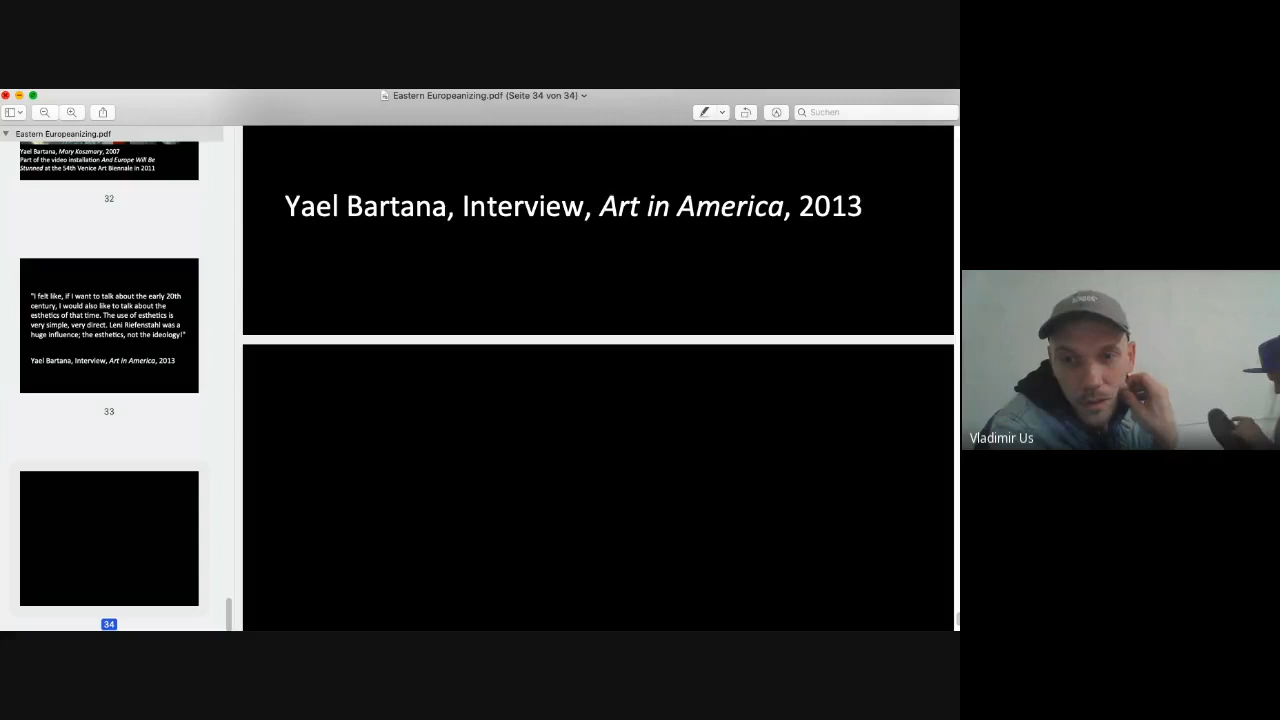 Eastern Europeanizing.pdf (Seite 34 von 34)
Suchen
Eastern Europeanizing.pdf
Yael Bartana, Mary Koszmary, 2007
Part of the video installation And Europe Will Be
Stunned at the 54th Venice Art Biennale in 2011
32
"I felt like, if I want to talk about the early 20th
century, I would also like to talk about the
esthetics of that time. The use of esthetics is
very simple, very direct. Leni Riefenstahl was a
huge influence; the esthetics, not the ideology!"
Yael Bartana, Interview, Art in America, 2013
33
34
Yael Bartana, Interview, Art in America, 2013
Vladimir Us